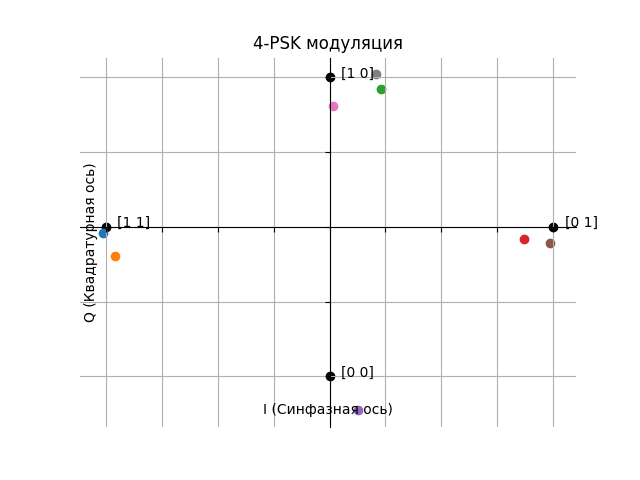 4-PSK модуляция
[1 0]
Q (Квадратурная ось)
[1 1]
[0 1]
[0 0]
I (Синфазная ось)